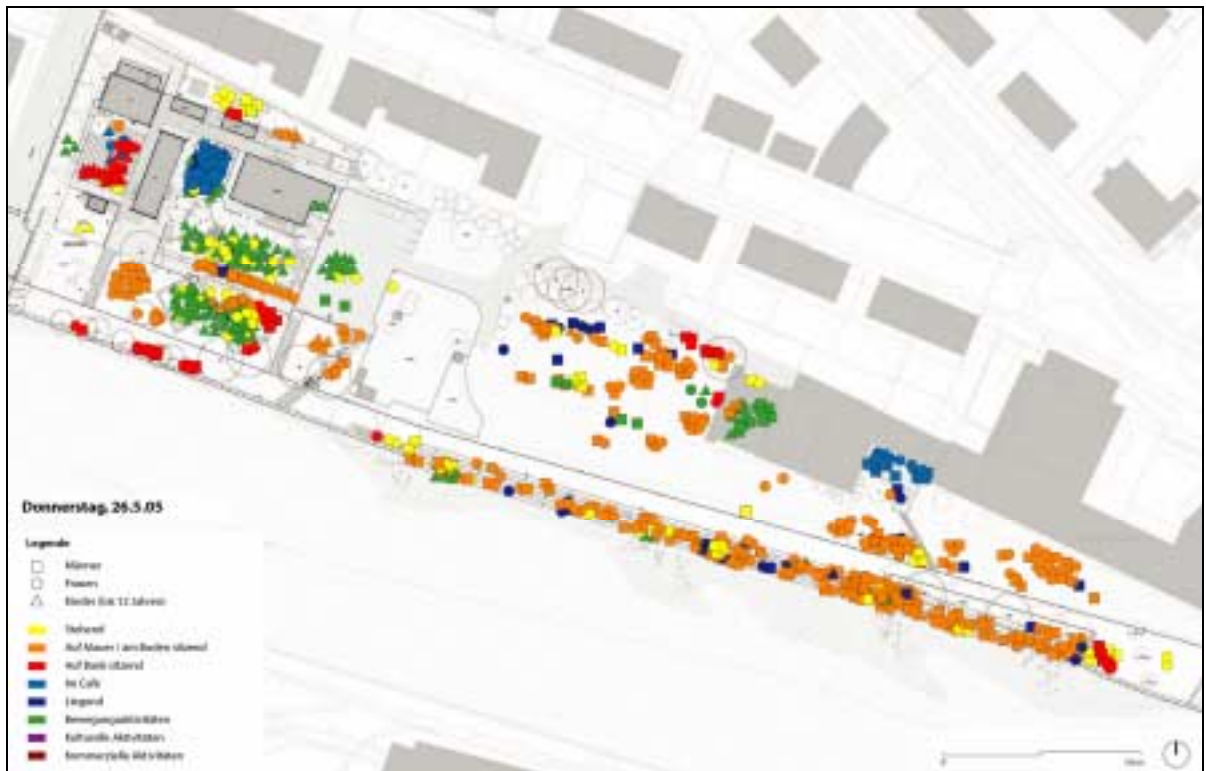 Donnerstag, 26.5.05
Legende
Männer
Frauen
Kinder (bis 12 Jahren)
Stehend
Auf Mauer / am Boden sitzend
Auf Bank sitzend
Im Café
Liegend
Bewegungsaktivitäten
Kulturelle Aktivitäten
Kommerzielle Aktivitäten
0